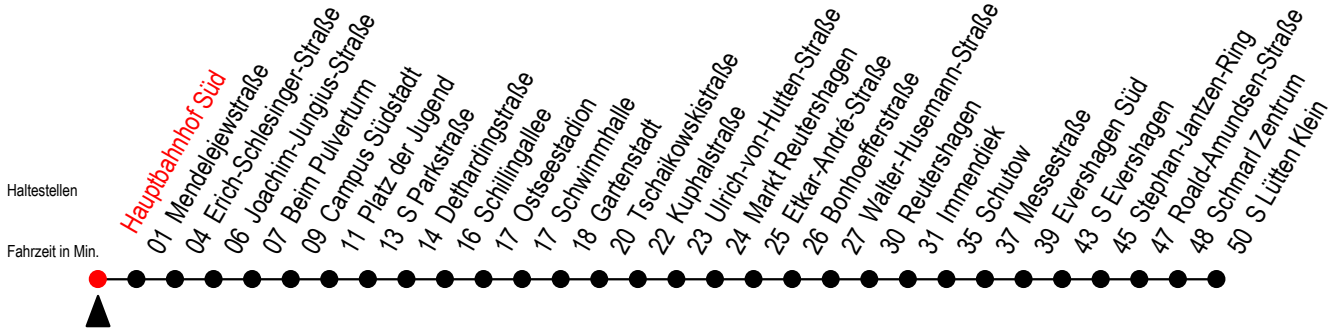 Haltestellen
Fahrzeit in Min.
Hauptbahnhof Süd
01 Mendelejewstraße
04 Erich-Schlesinger-Straße
06 Joachim-Jungius-Straße
07 Beim Pulverturm
09 Campus Südstadt
11 Platz der Jugend
13 S Parkstraße
14 Dethardingstraße
16 Schillingallee
17 Ostseestadion
17 Schwimmhalle
18 Gartenstadt
20 Tschaikowskistraße
22 Kuphalstraße
23 Ulrich-von-Hutten-Straße
24 Markt Reutershagen
25 Etkar-André-Straße
26 Bonhoefferstraße
27 Walter-Husemann-Straße
30 Reutershagen
31 Immendiek
35 Schutow
37 Messestraße
39 Evershagen Süd
43 S Evershagen
45 Stephan-Jantzen-Ring
47 Roald-Amundsen-Straße
48 Schmarl Zentrum
50 S Lütten Klein